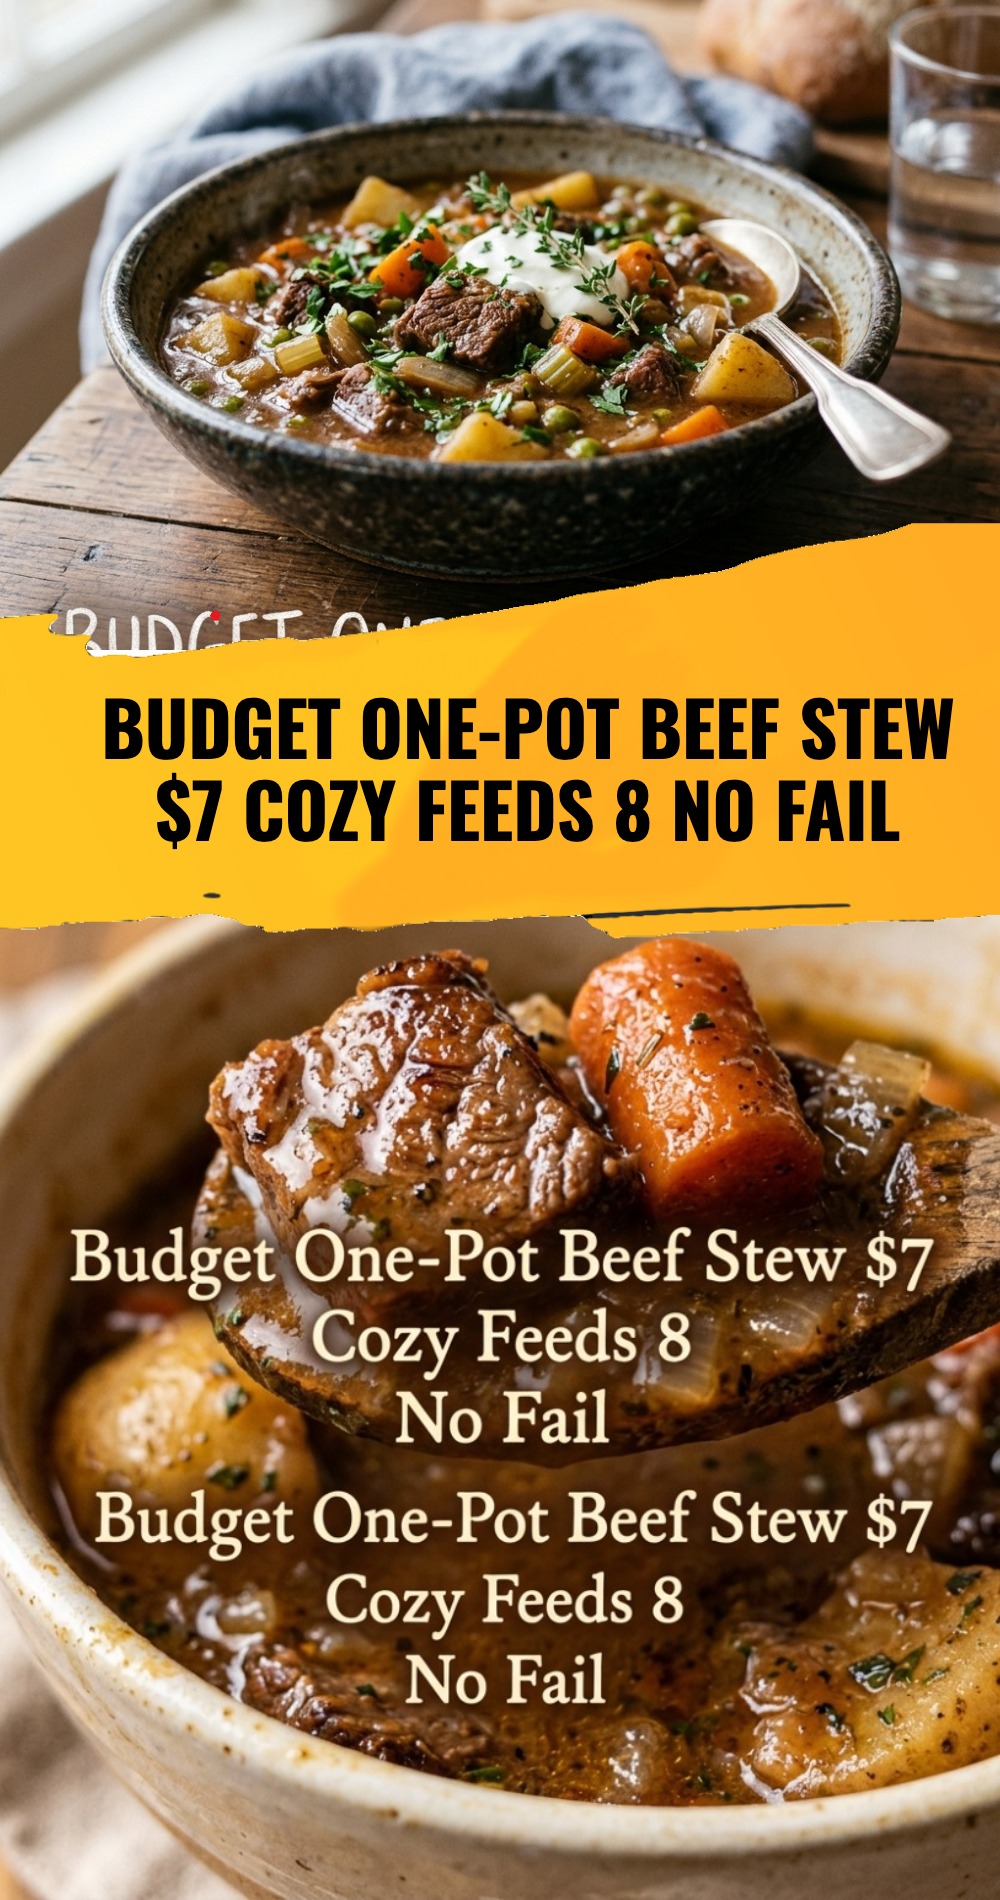 BUDGET
BUDGET ONE-POT BEEF STEW
$7 COZY FEEDS 8 NO FAIL
Budget One-Pot Beef Stew $7
Cozy Feeds 8
No Fail
Budget One-Pot Beef Stew $7
Cozy Feeds 8
No Fail